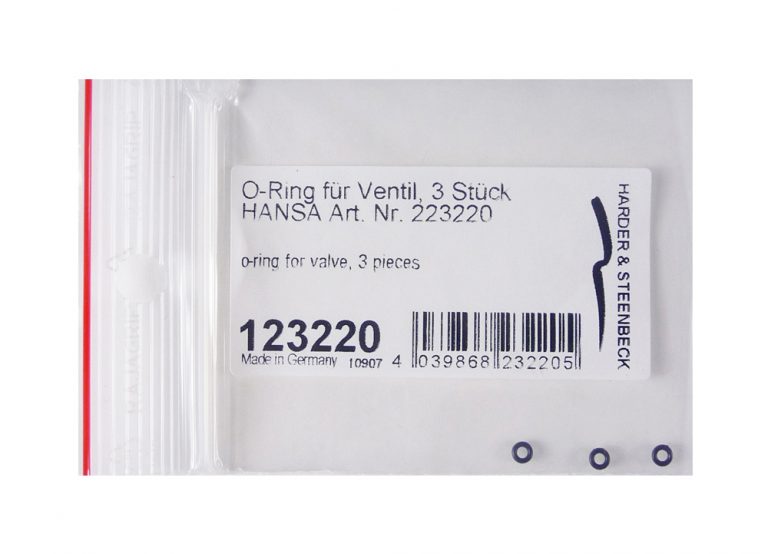 O-Ring für Ventil, 3 Stück
HANSA Art. Nr. 223220
o-ring for valve, 3 pieces
123220
Made in Germany 10907 4 039868 232205
HARDER & STEENBECK